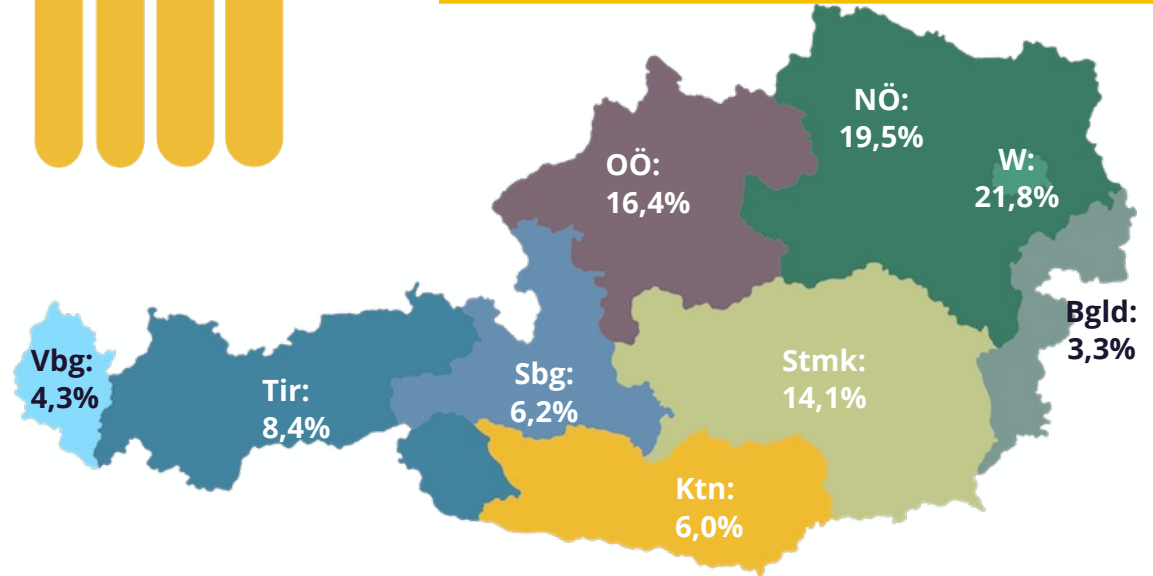 NÖ:
19,5%
W:
21,8%
OÖ:
16,4%
Bgld:
3,3%
Vbg:
4,3%
Tir:
8,4%
Sbg:
6,2%
Stmk:
14,1%
Ktn:
6,0%